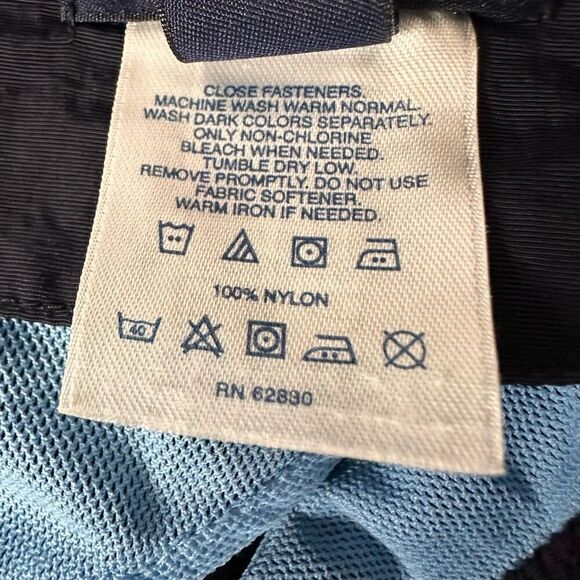 CLOSE FASTENERS.
MACHINE WASH WARM NORMAL.
WASH DARK COLORS SEPARATELY.
ONLY NON-CHLORINE
BLEACH WHEN NEEDED.
TUMBLE DRY LOW.
REMOVE PROMPTLY. DO NOT USE
FABRIC SOFTENER.
WARM IRON IF NEEDED.
100% NYLON
40
RN 62830